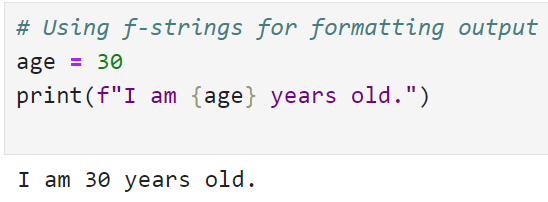 # Using f-strings for formatting output
age = 30
print(f"I am {age} years old.")
I am 30 years old.